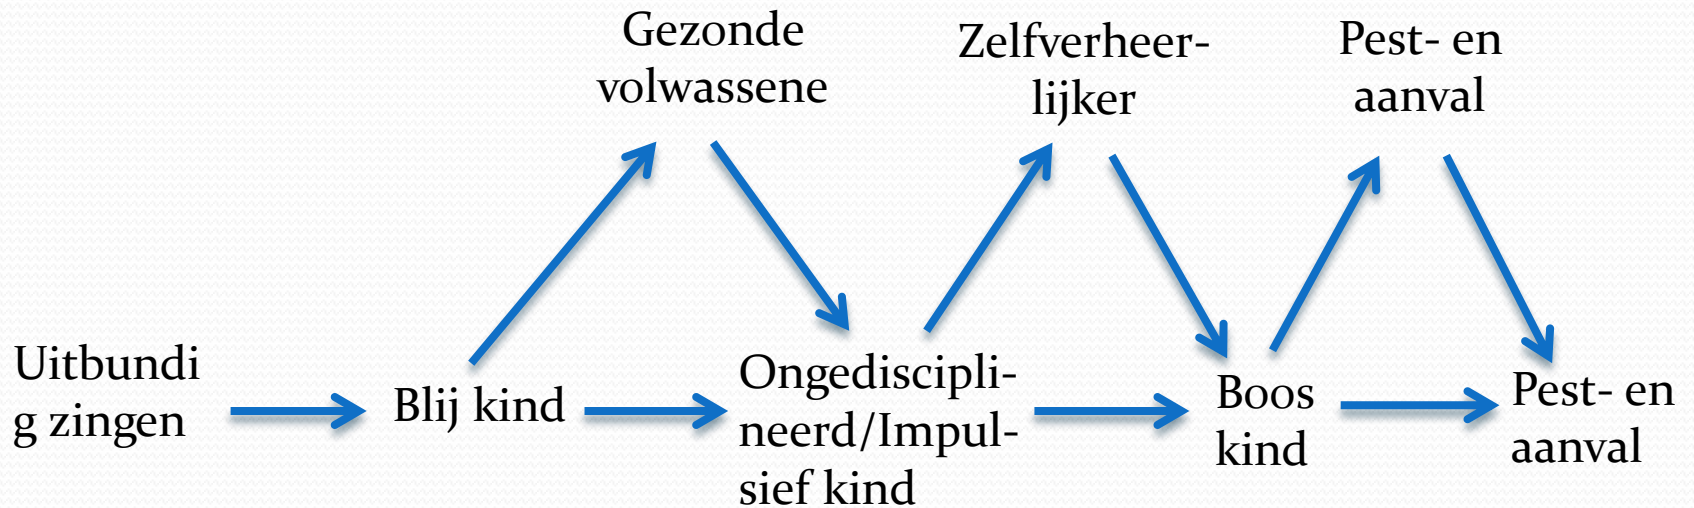 Gezonde
volwassene
Zelfverheer-
lijker
Pest- en
aanval
Uitbundi
g zingen
Blij kind
Ongediscipli-
neerd/Impul-
sief kind
Boos
kind
Pest- en
aanval